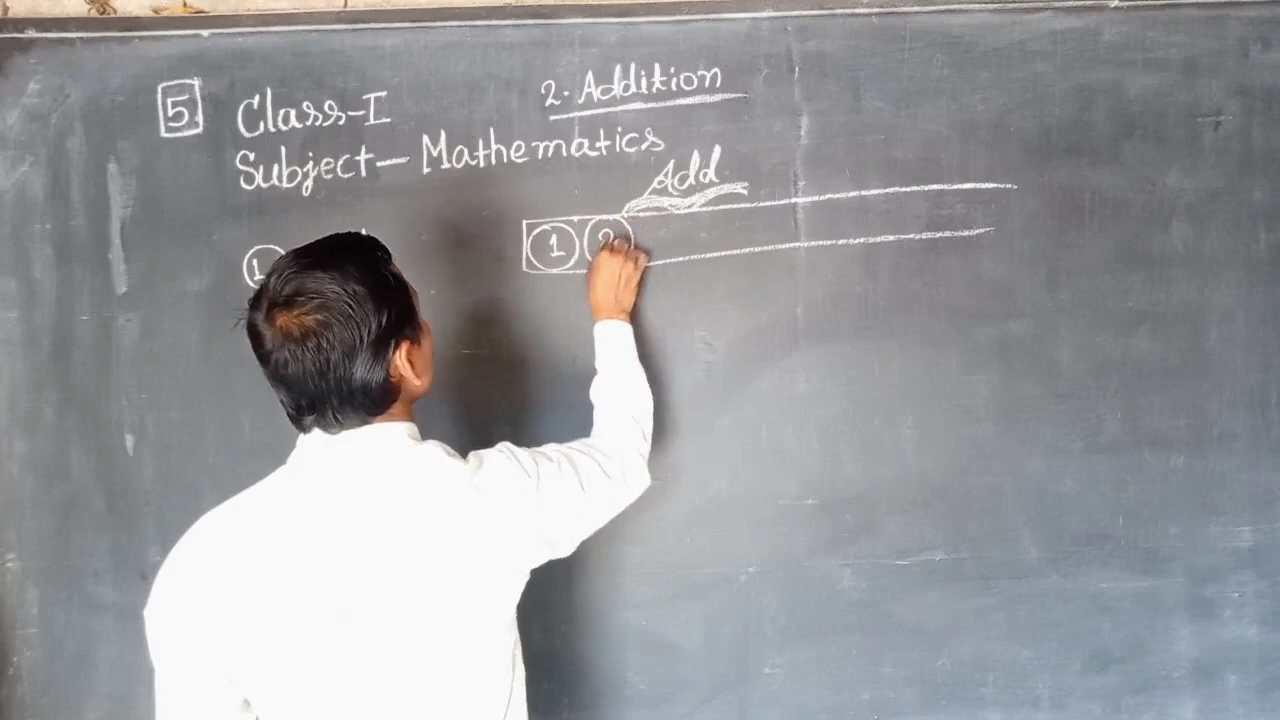 5 Class-I
2. Addition
Subject- Mathematics
Add
1
1 2